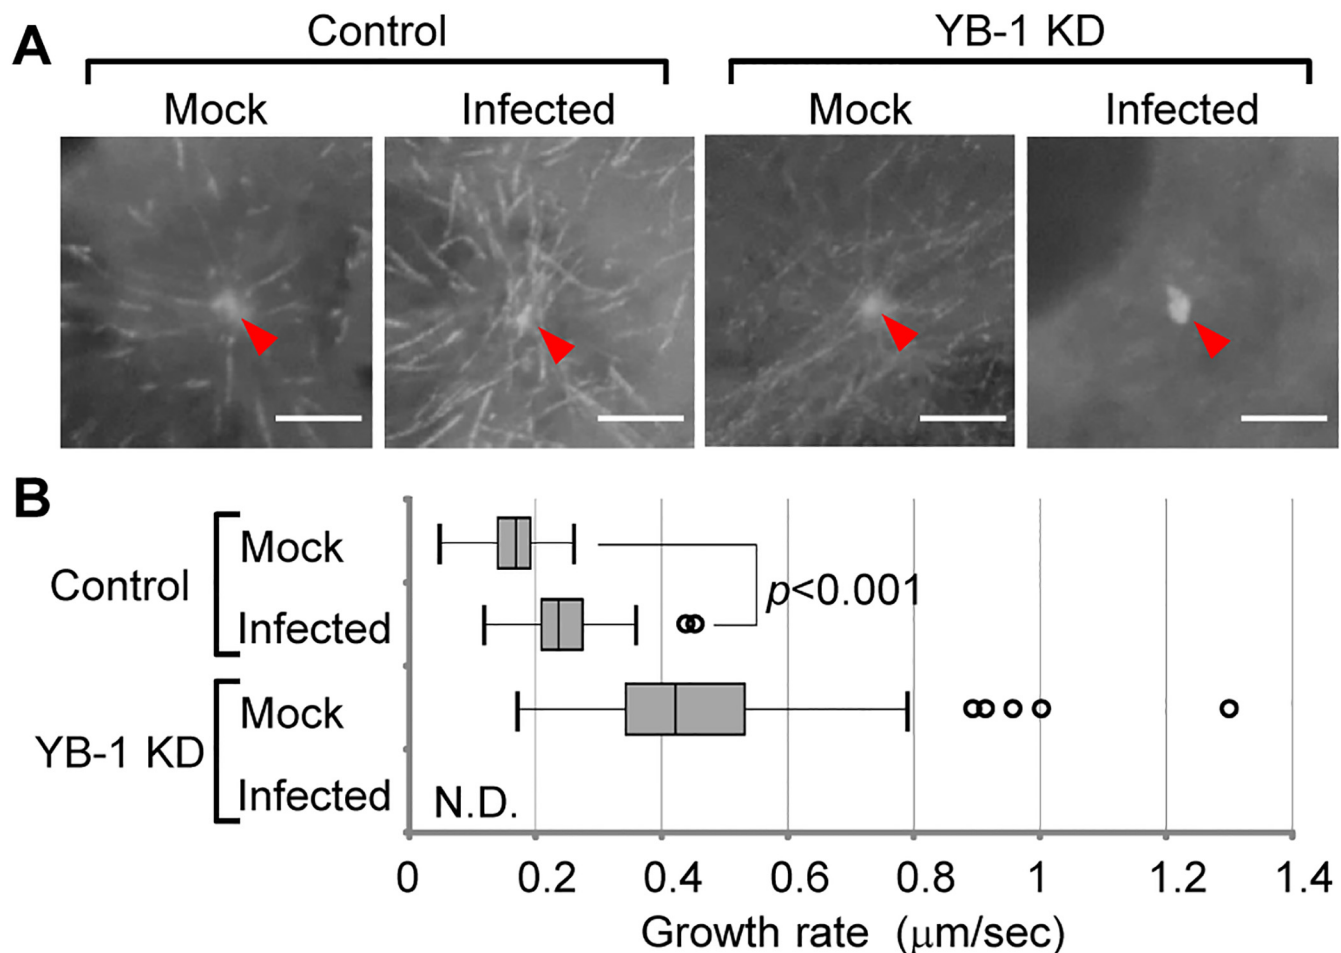 A
Control
YB-1 KD
Mock
Infected
Mock
Infected
B
Control
Mock
Infected
p<0.001
YB-1 KD
Mock
Infected
N.D.
0 0.2 0.4 0.6 0.8 1 1.2 1.4
Growth rate (μm/sec)